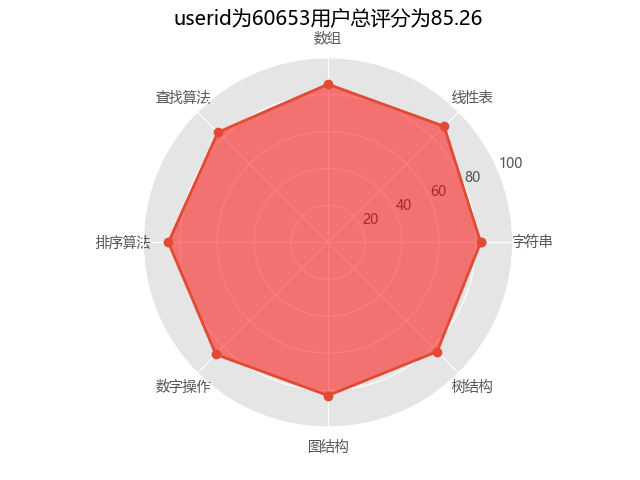 userid为60653用户总评分为85.26
数组
查找算法
线性表
100
80
60
40
20
排序算法
字符串
数字操作
树结构
图结构